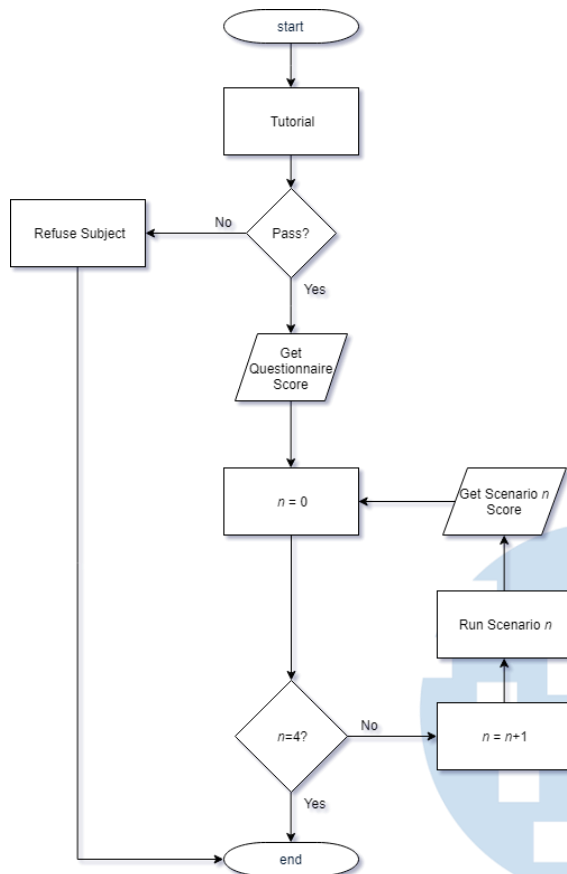 start
Tutorial
Pass?
No
Refuse Subject
Yes
Get
Questionnaire
Score
n = 0
Get Scenario n
Score
Run Scenario n
n=4?
No
n = n+1
Yes
end